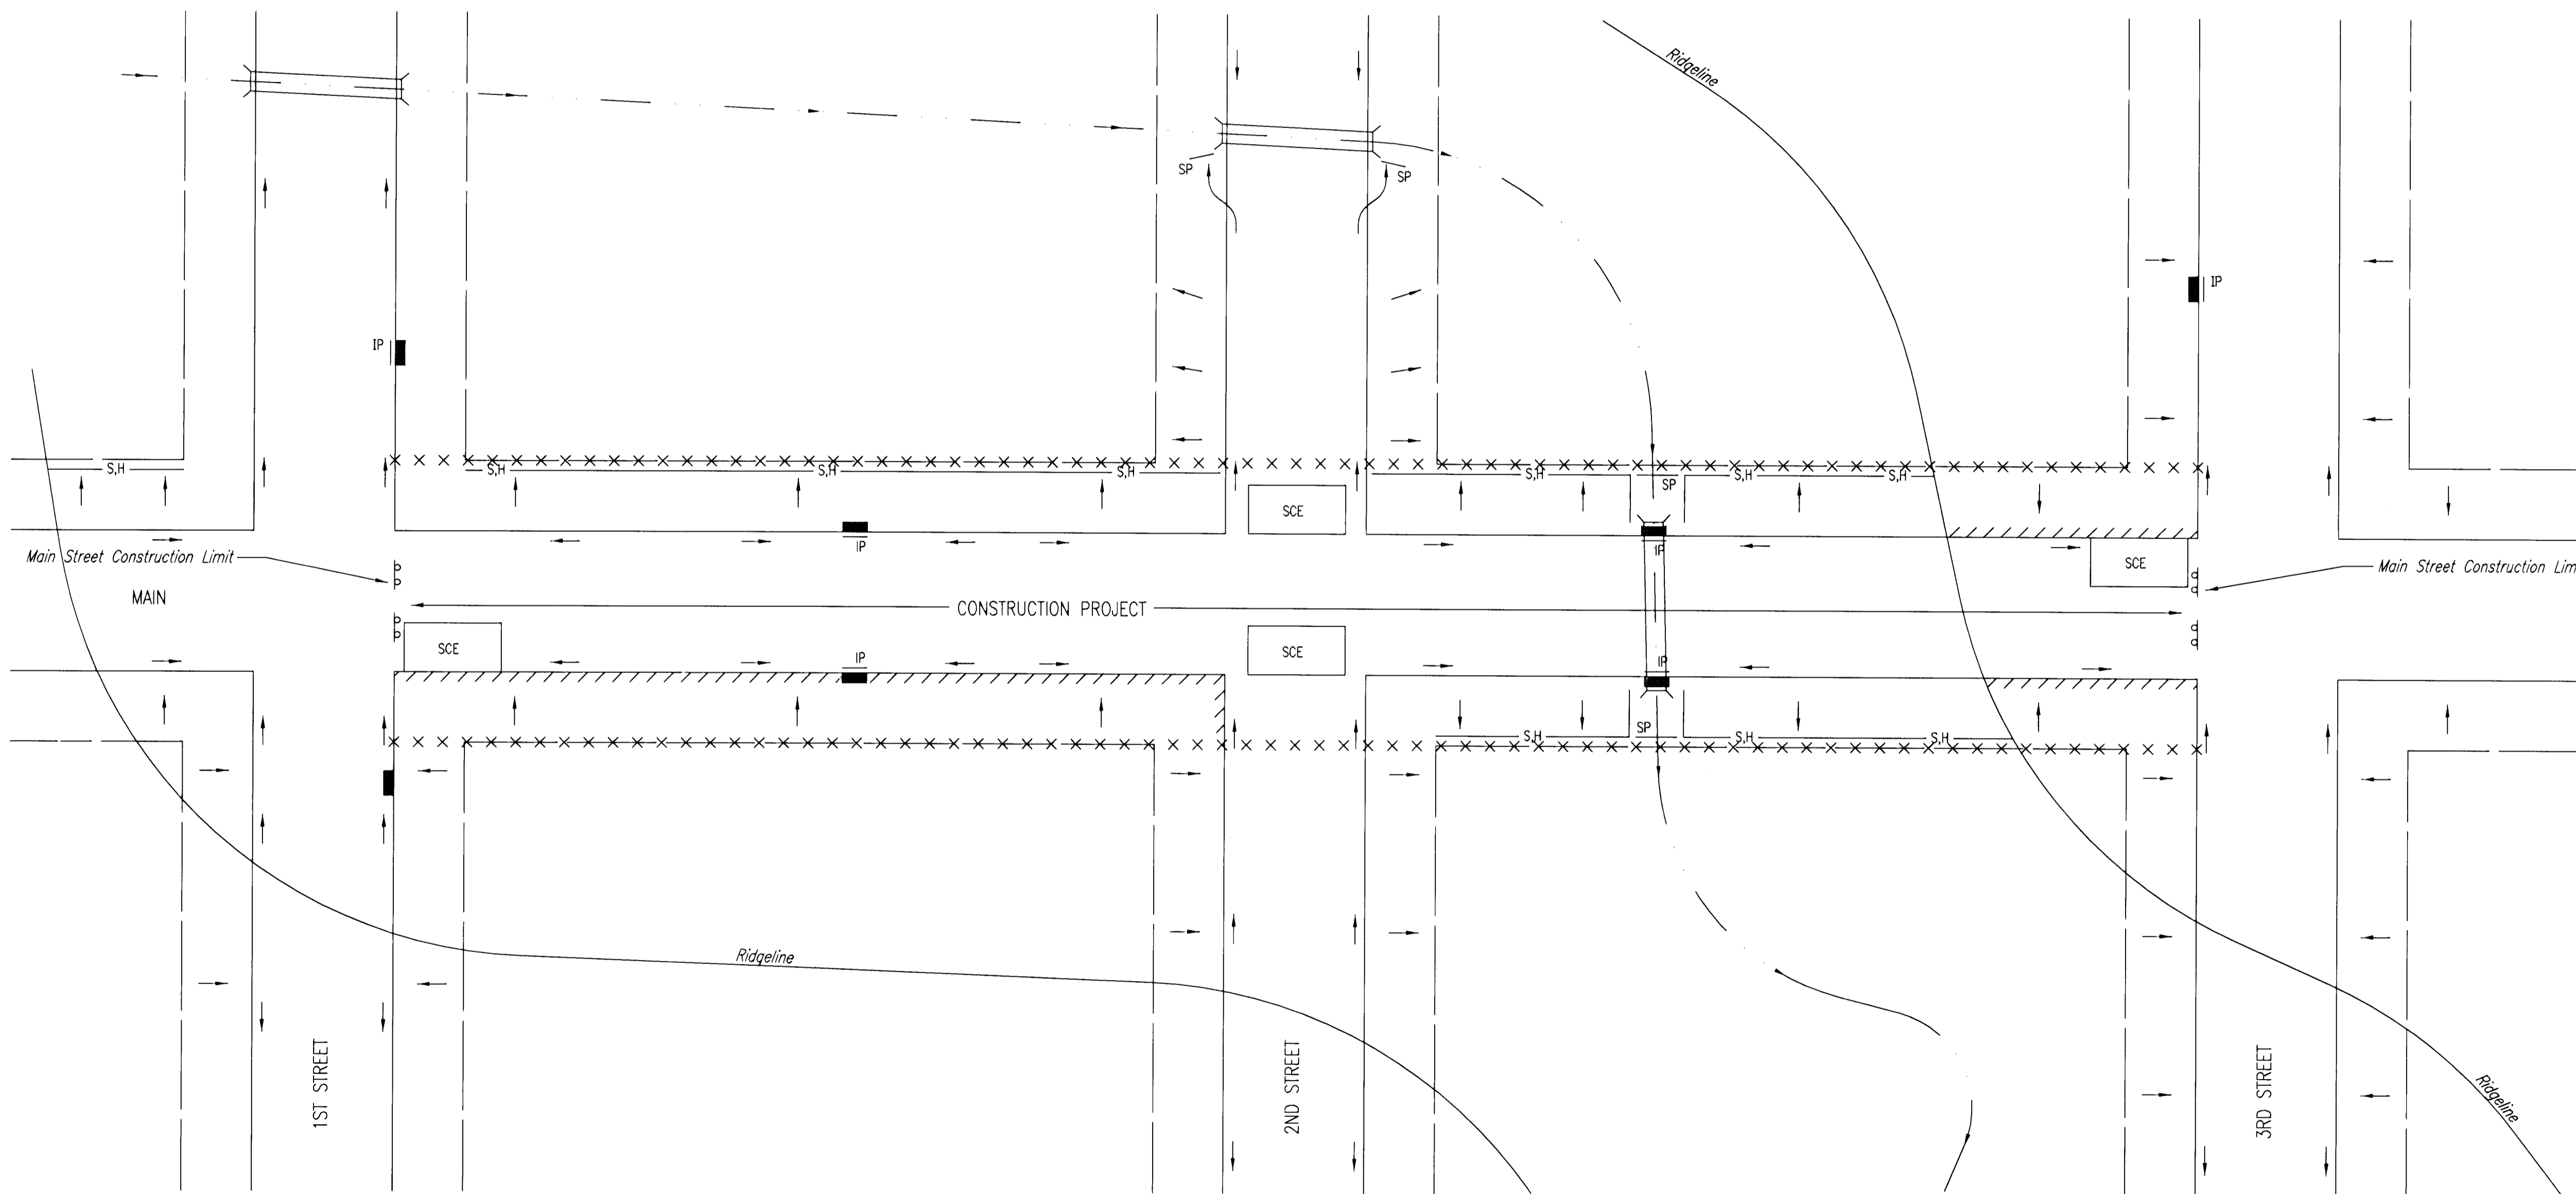 Ridgeline
SP
SP
IP
IP
S,H
S,H
S,H
S,H
S,H
S,H
S,H
SP
SCE
IP
IP
Main Street Construction Limit
SCE
Main Street Construction Lim
MAIN
CONSTRUCTION PROJECT
SCE
SCE
IP
IP
S,H
SP
S,H
S,H
Ridgeline
1ST STREET
2ND STREET
3RD STREET
Ridgeline